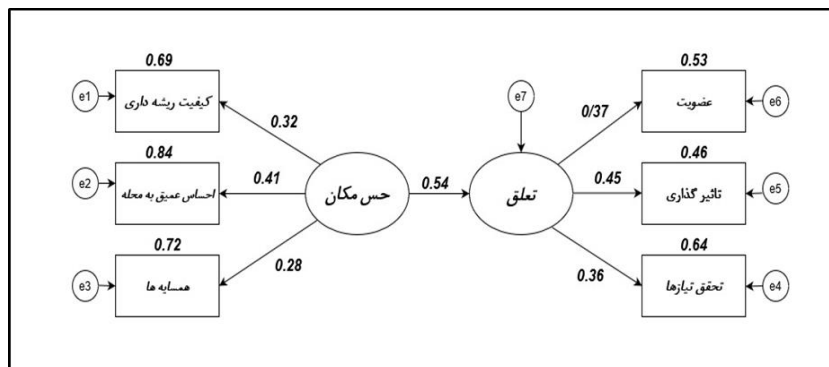 0.69
0.53
e1
کیفیت ریشه داری
e7
عضویت
e6
0.32
0/37
0.84
0.46
e2
احساس عمیق به محله
0.41
حس مکان
0.54
تعلق
0.45
تاثیر گذاری
e5
0.72
0.28
0.36
0.64
e3
همسایه ها
تحقق تیازها
e4